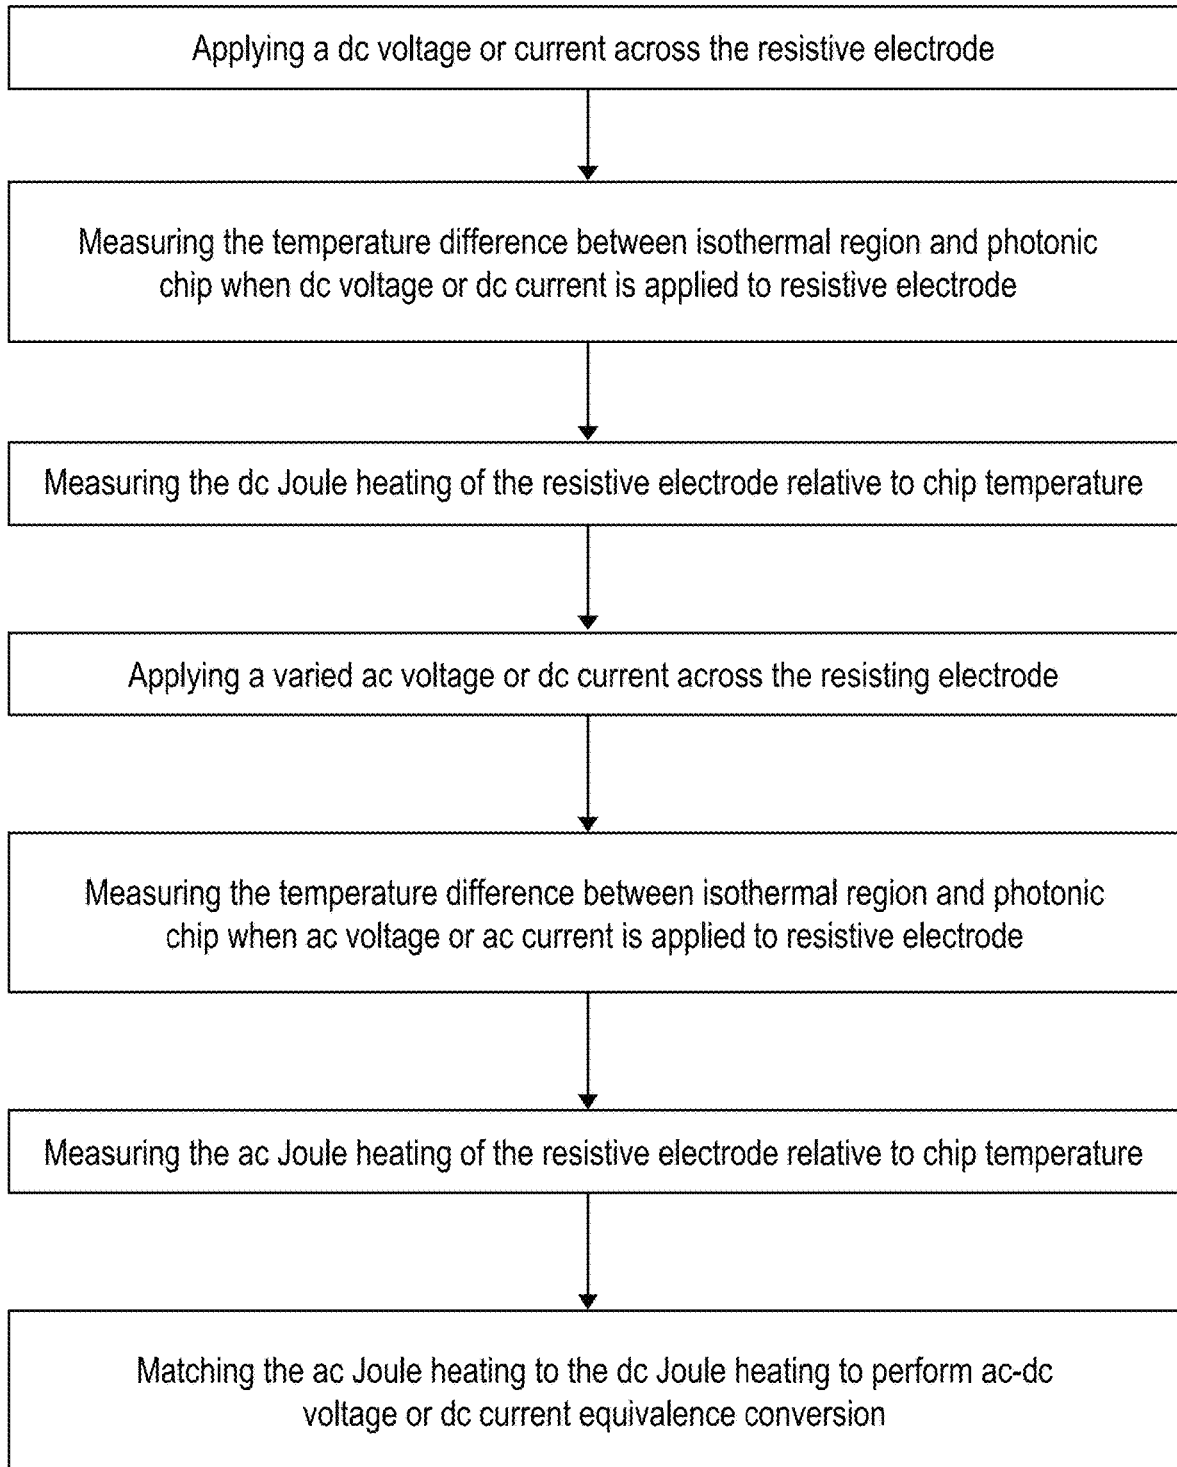 Applying a dc voltage or current across the resistive electrode
Measuring the temperature difference between isothermal region and photonic
chip when dc voltage or dc current is applied to resistive electrode
Measuring the dc Joule heating of the resistive electrode relative to chip temperature
Applying a varied ac voltage or dc current across the resisting electrode
Measuring the temperature difference between isothermal region and photonic
chip when ac voltage or ac current is applied to resistive electrode
Measuring the ac Joule heating of the resistive electrode relative to chip temperature
Matching the ac Joule heating to the dc Joule heating to perform ac-dc
voltage or dc current equivalence conversion